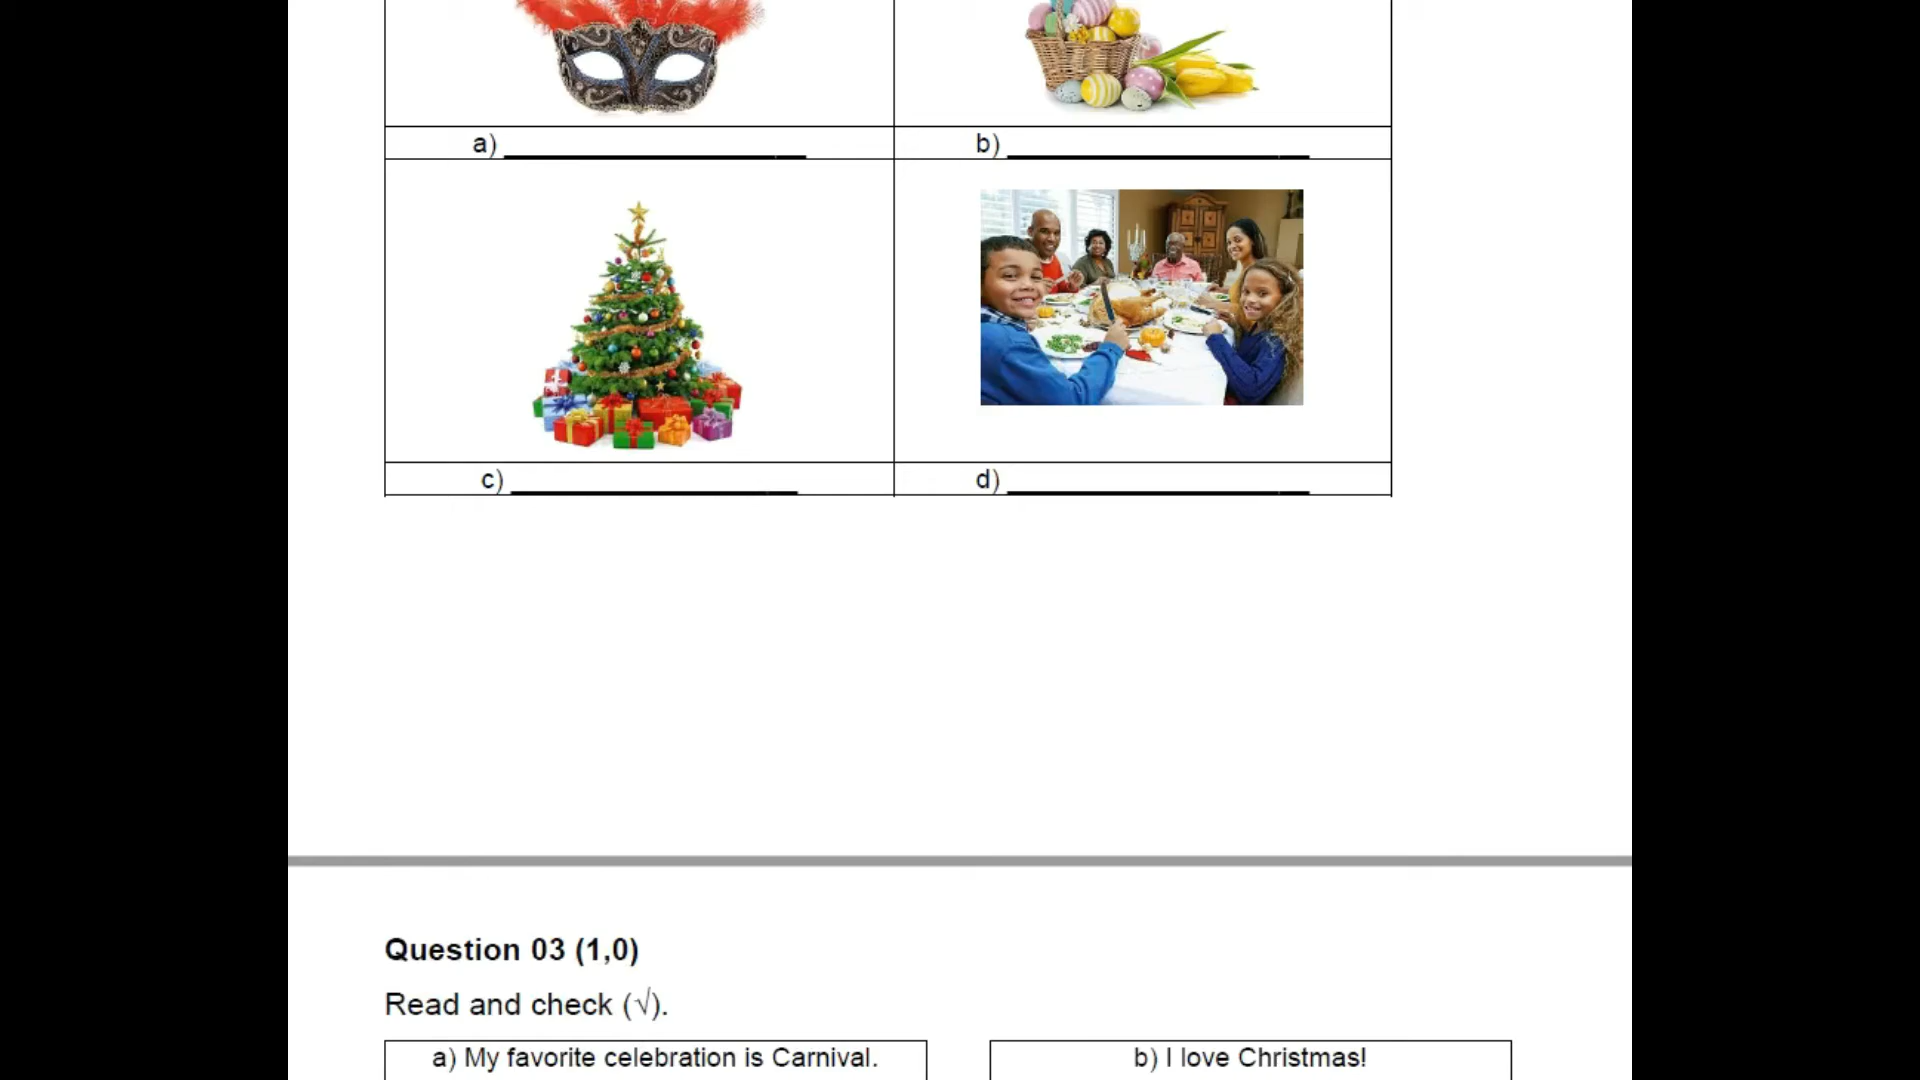 a) ____________________
b) ____________________
c) ____________________
d) ____________________
Question 03 (1,0)
Read and check (√).
a) My favorite celebration is Carnival.
b) I love Christmas!